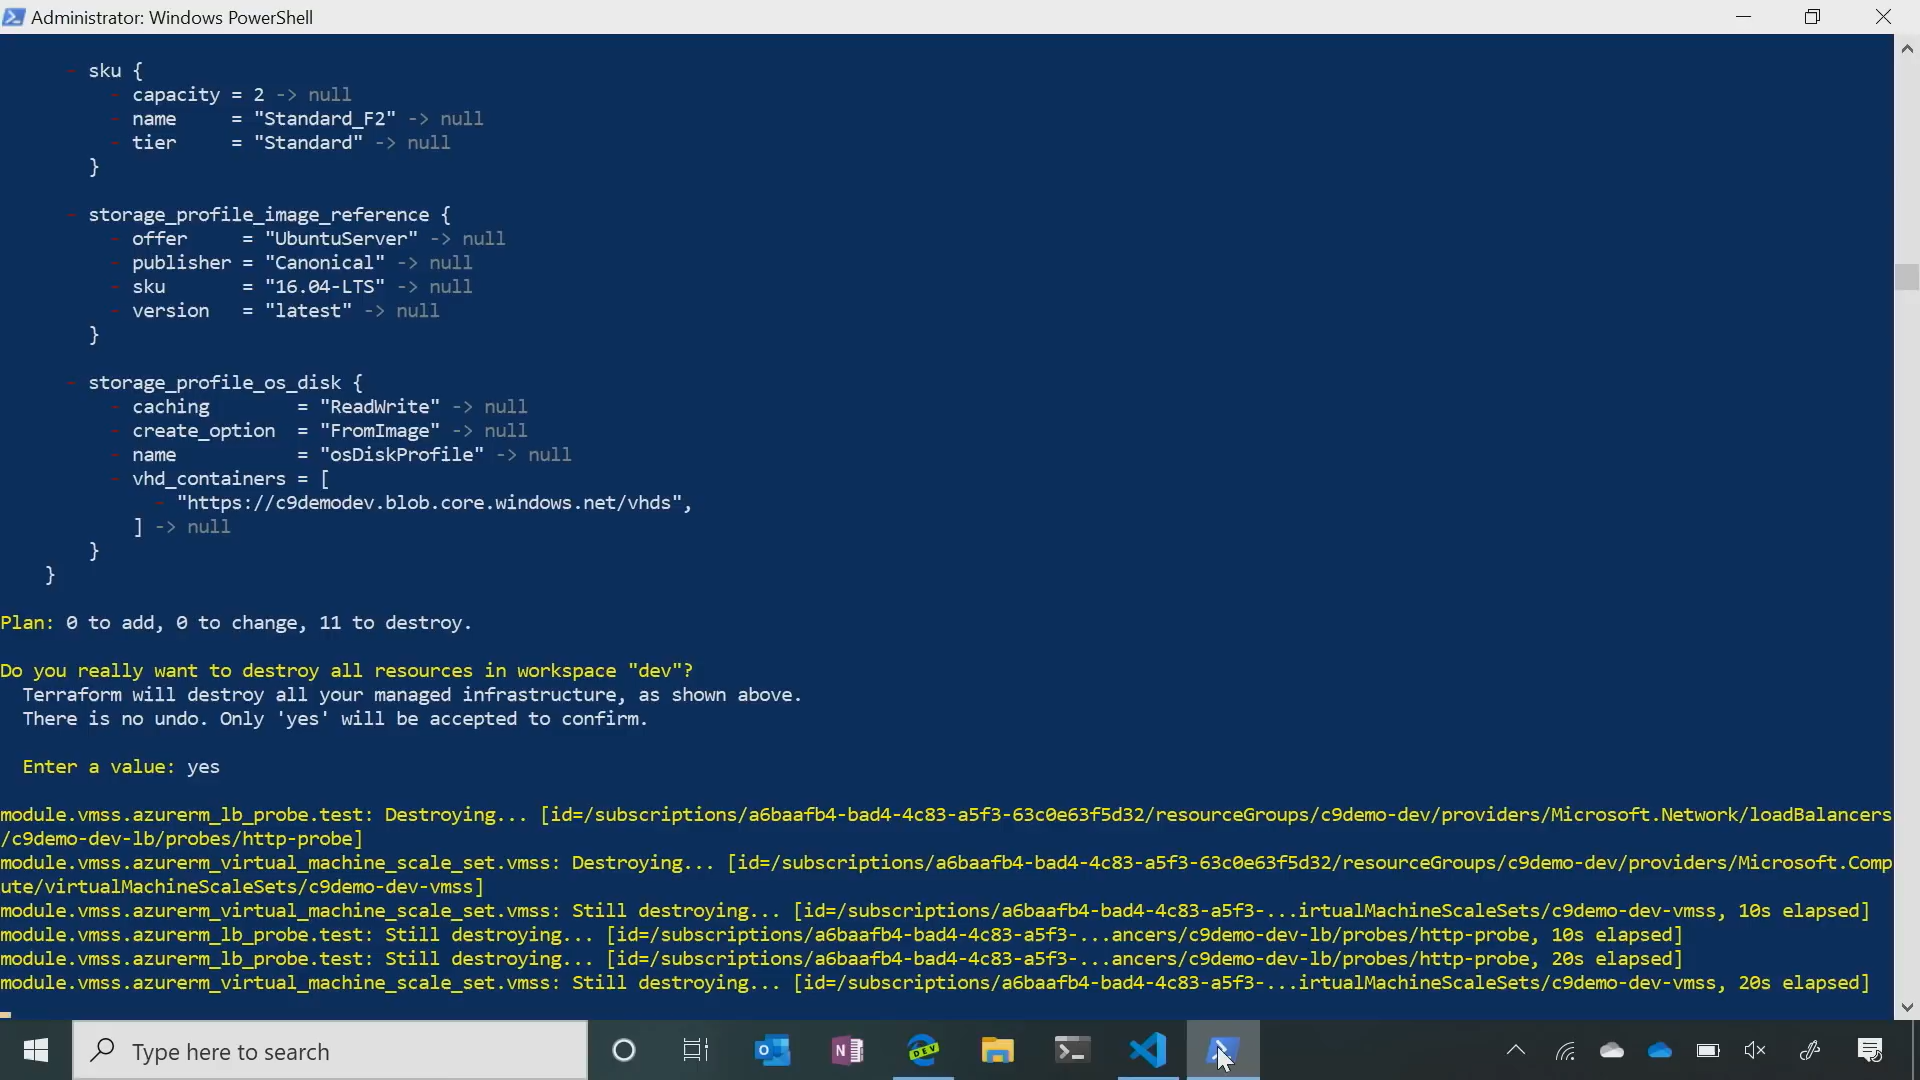 Administrator: Windows PowerShell
- sku {
- capacity = 2 -> null
- name     = "Standard_F2" -> null
- tier     = "Standard" -> null
}
- storage_profile_image_reference {
- offer     = "UbuntuServer" -> null
- publisher = "Canonical" -> null
- sku       = "16.04-LTS" -> null
- version   = "latest" -> null
}
- storage_profile_os_disk {
- caching        = "ReadWrite" -> null
- create_option  = "FromImage" -> null
- name           = "osDiskProfile" -> null
- vhd_containers = [
- "https://c9demodev.blob.core.windows.net/vhds",
] -> null
}
}
Plan: 0 to add, 0 to change, 11 to destroy.
Do you really want to destroy all resources in workspace "dev"?
Terraform will destroy all your managed infrastructure, as shown above.
There is no undo. Only 'yes' will be accepted to confirm.
Enter a value: yes
module.vmss.azurerm_lb_probe.test: Destroying... [id=/subscriptions/a6baafb4-bad4-4c83-a5f3-63c0e63f5d32/resourceGroups/c9demo-dev/providers/Microsoft.Network/loadBalancers
/c9demo-dev-lb/probes/http-probe]
module.vmss.azurerm_virtual_machine_scale_set.vmss: Destroying... [id=/subscriptions/a6baafb4-bad4-4c83-a5f3-63c0e63f5d32/resourceGroups/c9demo-dev/providers/Microsoft.Comp
ute/virtualMachineScaleSets/c9demo-dev-vmss]
module.vmss.azurerm_virtual_machine_scale_set.vmss: Still destroying... [id=/subscriptions/a6baafb4-bad4-4c83-a5f3-...irtualMachineScaleSets/c9demo-dev-vmss, 10s elapsed]
module.vmss.azurerm_lb_probe.test: Still destroying... [id=/subscriptions/a6baafb4-bad4-4c83-a5f3-...ancers/c9demo-dev-lb/probes/http-probe, 10s elapsed]
module.vmss.azurerm_lb_probe.test: Still destroying... [id=/subscriptions/a6baafb4-bad4-4c83-a5f3-...ancers/c9demo-dev-lb/probes/http-probe, 20s elapsed]
module.vmss.azurerm_virtual_machine_scale_set.vmss: Still destroying... [id=/subscriptions/a6baafb4-bad4-4c83-a5f3-...irtualMachineScaleSets/c9demo-dev-vmss, 20s elapsed]
Type here to search
DEV